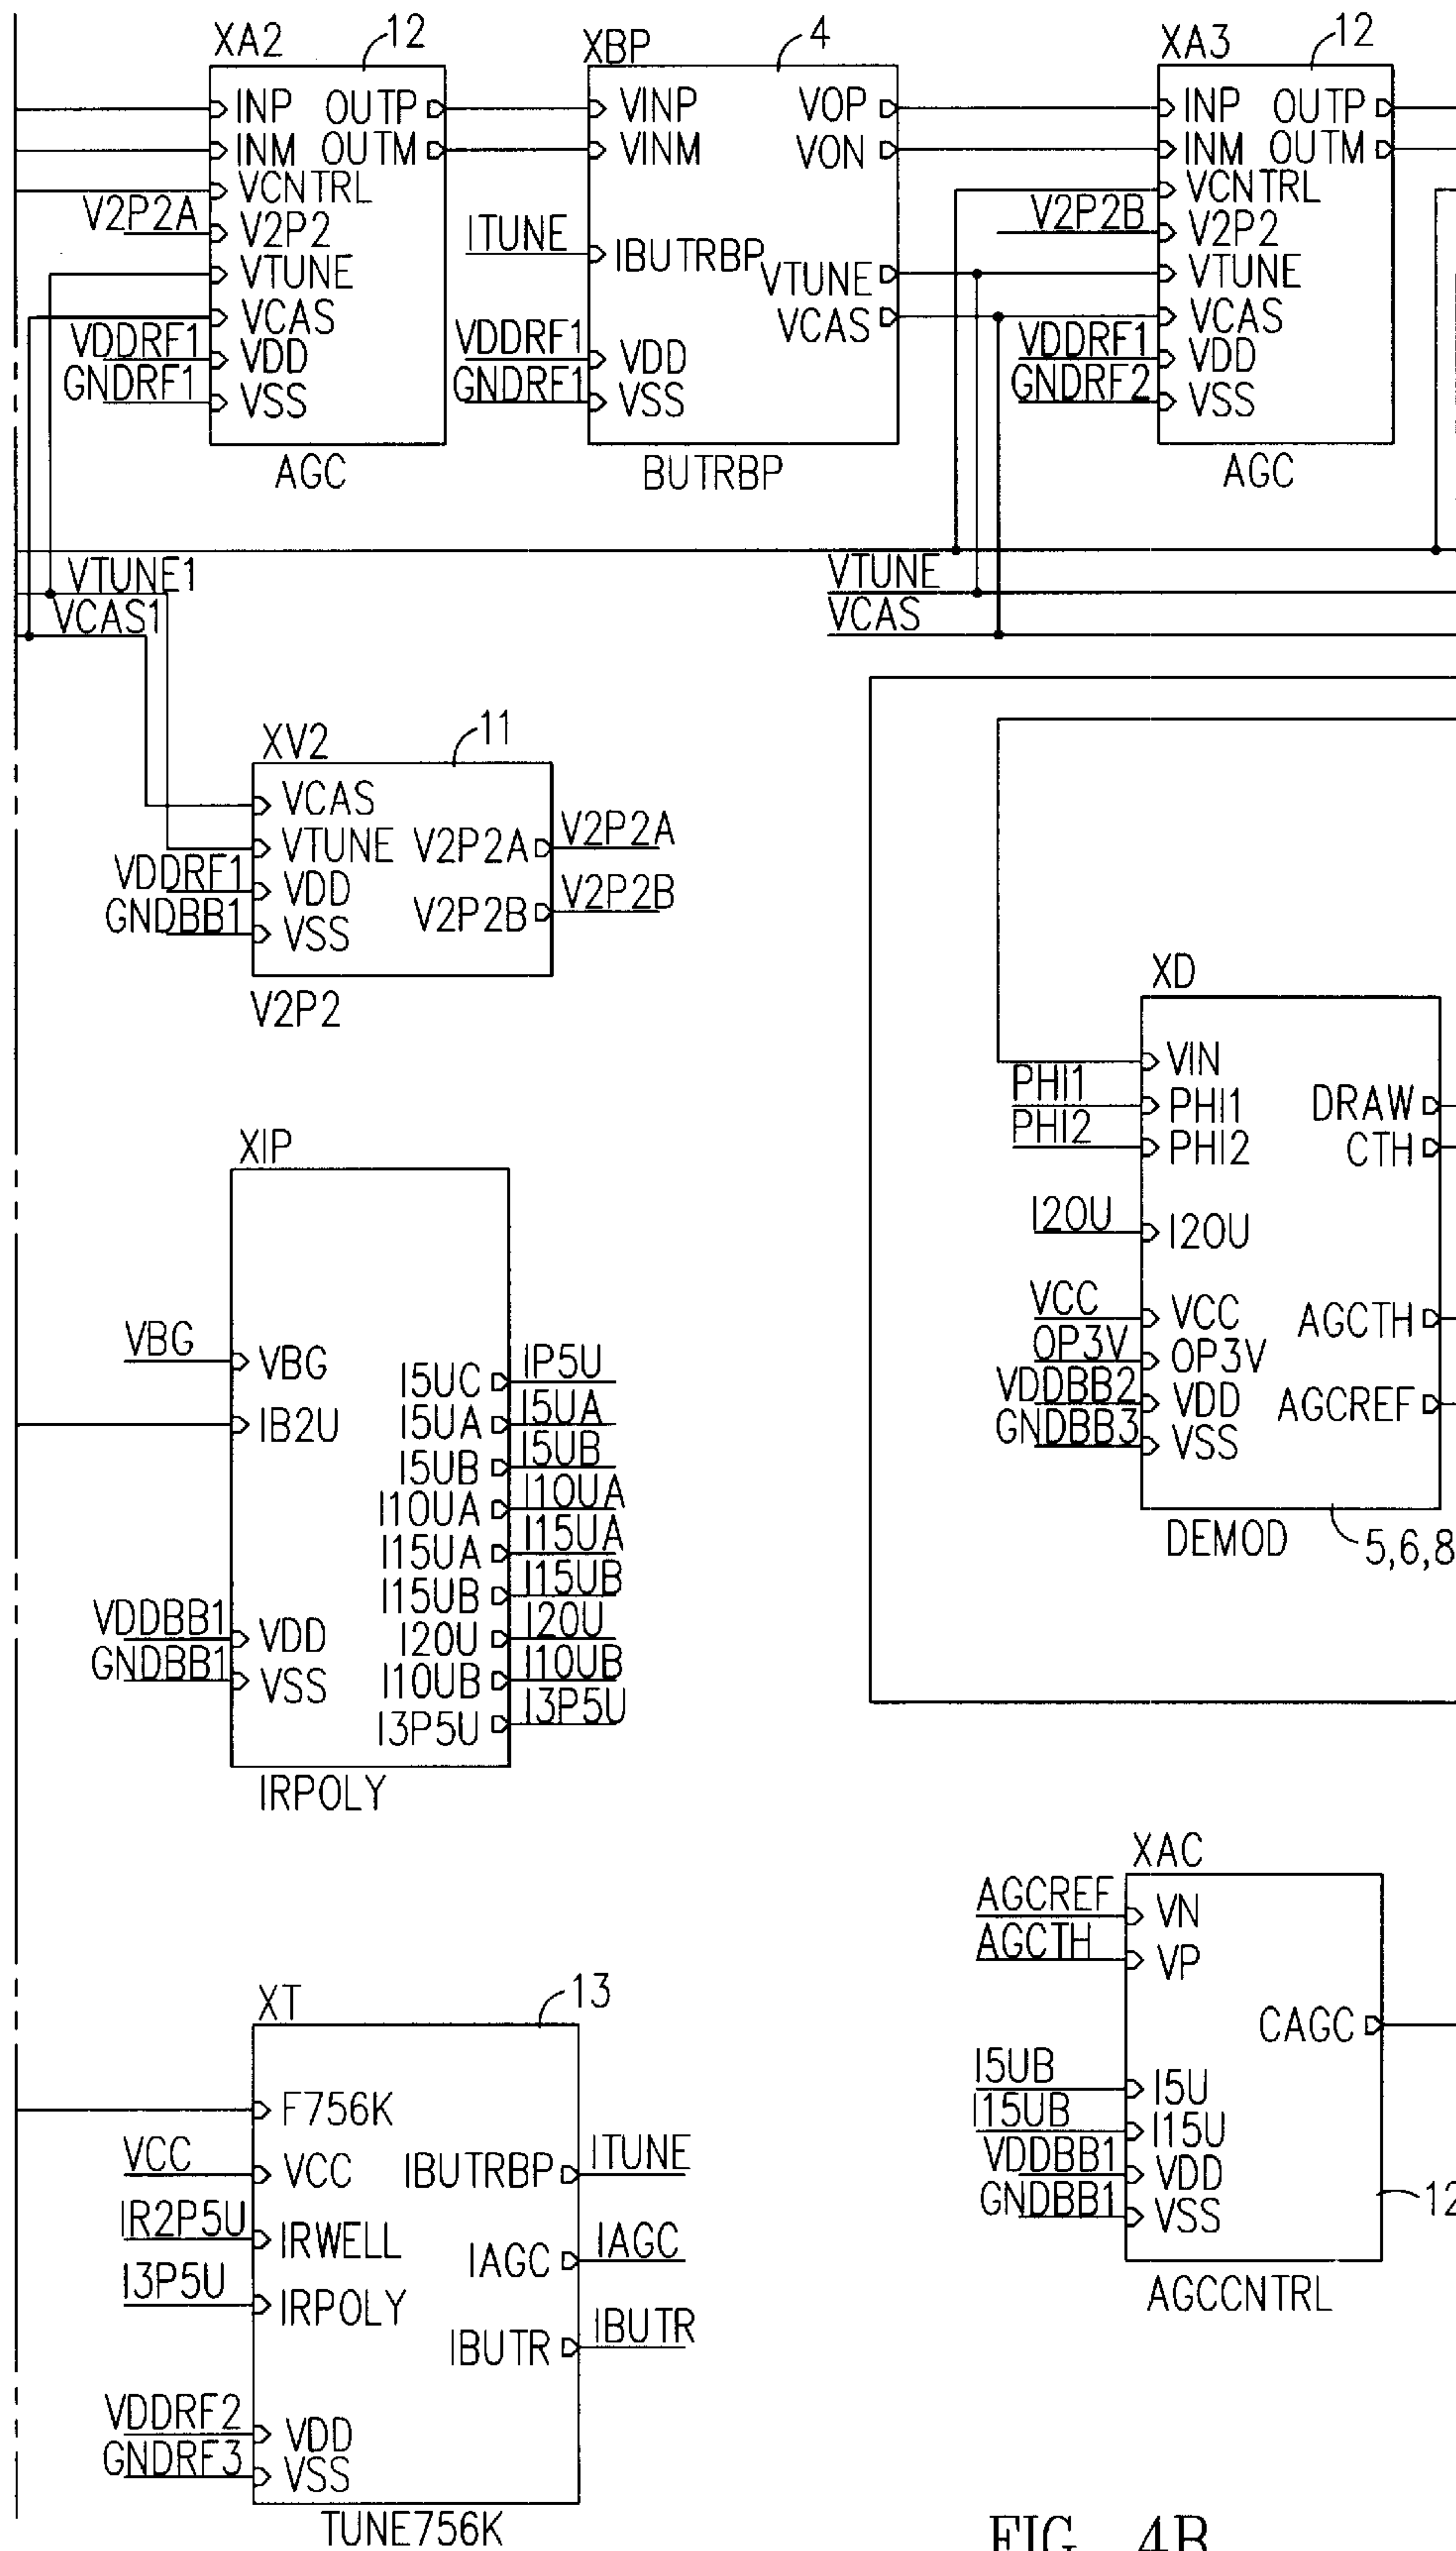 XA2
12
INP OUTP
INM OUTM
VCNTRL
V2P2A
V2P2
VTUNE
VCAS
VDDRF1
VDD
GNDRF1
VSS
AGC
XBP
4
VINP VOP
VINM VON
ITUNE
IBUTRBP
VTUNE
VCAS
VDDRF1
VDD
GNDRF1
VSS
BUTRBP
XA3
12
INP OUTP
INM OUTM
VCNTRL
V2P2B
V2P2
VTUNE
VCAS
VDDRF1
VDD
GNDRF2
VSS
AGC
VTUNE1
VCAS1
VTUNE
VCAS
XV2
11
VCAS
VTUNE V2P2A V2P2A
VDDRF1
VDD
V2P2B V2P2B
GNDBB1
VSS
V2P2
XD
VIN
PHI1
PHI1 DRAW
PHI2
PHI2 CTH
I20U
I20U
VCC
VCC AGCTH
OP3V
OP3V
VDDBB2
VDD AGCREF
GNDBB3
VSS
DEMOD
5,6,8
XIP
VBG
VBG
I5UC IP5U
IB2U
I5UA I5UA
I5UB I5UB
I10UA I10UA
I15UA I15UA
I15UB I15UB
VDDBB1
VDD
I20U I20U
GNDBB1
VSS
I10UB I10UB
I3P5U I3P5U
IRPOLY
XAC
AGCREF
VN
AGCTH
VP
CAGC
I5UB
I5U
I15UB
I15U
VDDBB1
VDD
GNDBB1
VSS
12
AGCCNTRL
XT
13
F756K
VCC
VCC
IBUTRBP ITUNE
IR2P5U
IRWELL
IAGC IAGC
I3P5U
IRPOLY
IBUTR IBUTR
VDDRF2
VDD
GNDRF3
VSS
TUNE756K
FIG. 4B